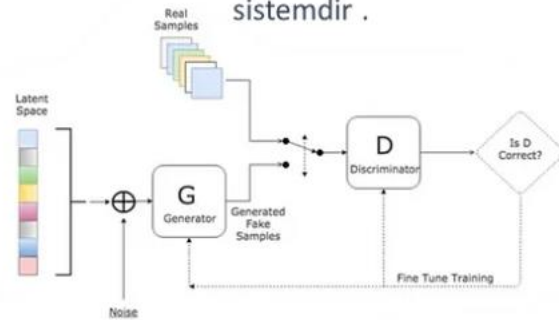 sistemdir .
Real
Samples
Latent
Space
G
Generator
Generated
Fake
Samples
D
Discriminator
Is D
Correct?
Fine Tune Training
Noise